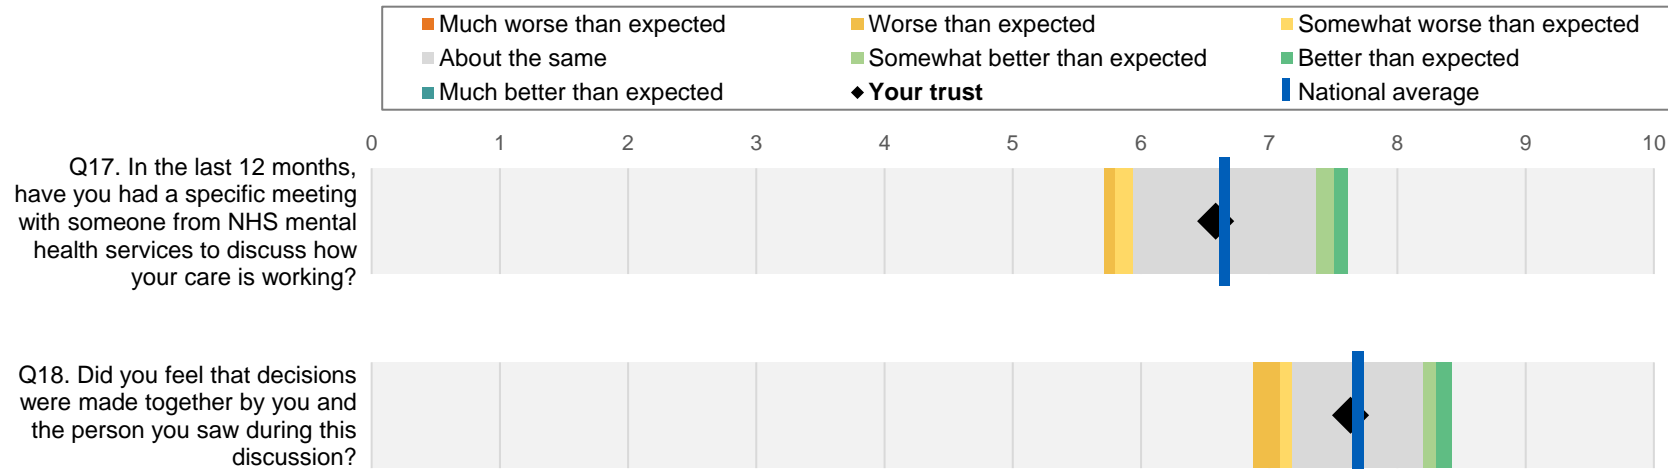 Much worse than expected Worse than expected Somewhat worse than expected
About the same Somewhat better than expected Better than expected
Much better than expected Your trust National average
0 1 2 3 4 5 6 7 8 9 10
Q17. In the last 12 months,
have you had a specific meeting
with someone from NHS mental
health services to discuss how
your care is working?
Q18. Did you feel that decisions
were made together by you and
the person you saw during this
discussion?